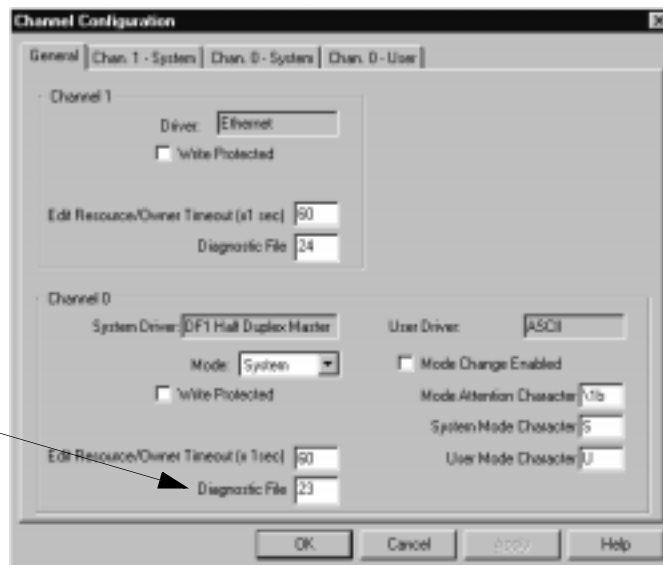 Channel Configuration
General
Chan. 1 - System
Chan. 0 - System
Chan. 0 - User
Channel 1
Driver: Ethernet
Write Protected
Edit Resource/Owner Timeout (x1 sec) 60
Diagnostic File 24
Channel 0
System Driver: DF1 Half Duplex Master
User Driver: ASCII
Mode: System
Mode Change Enabled
Write Protected
Mode Attention Character \1b
System Mode Character S
Edit Resource/Owner Timeout (x 1sec) 60
User Mode Character U
Diagnostic File 23
OK
Cancel
Apply
Help